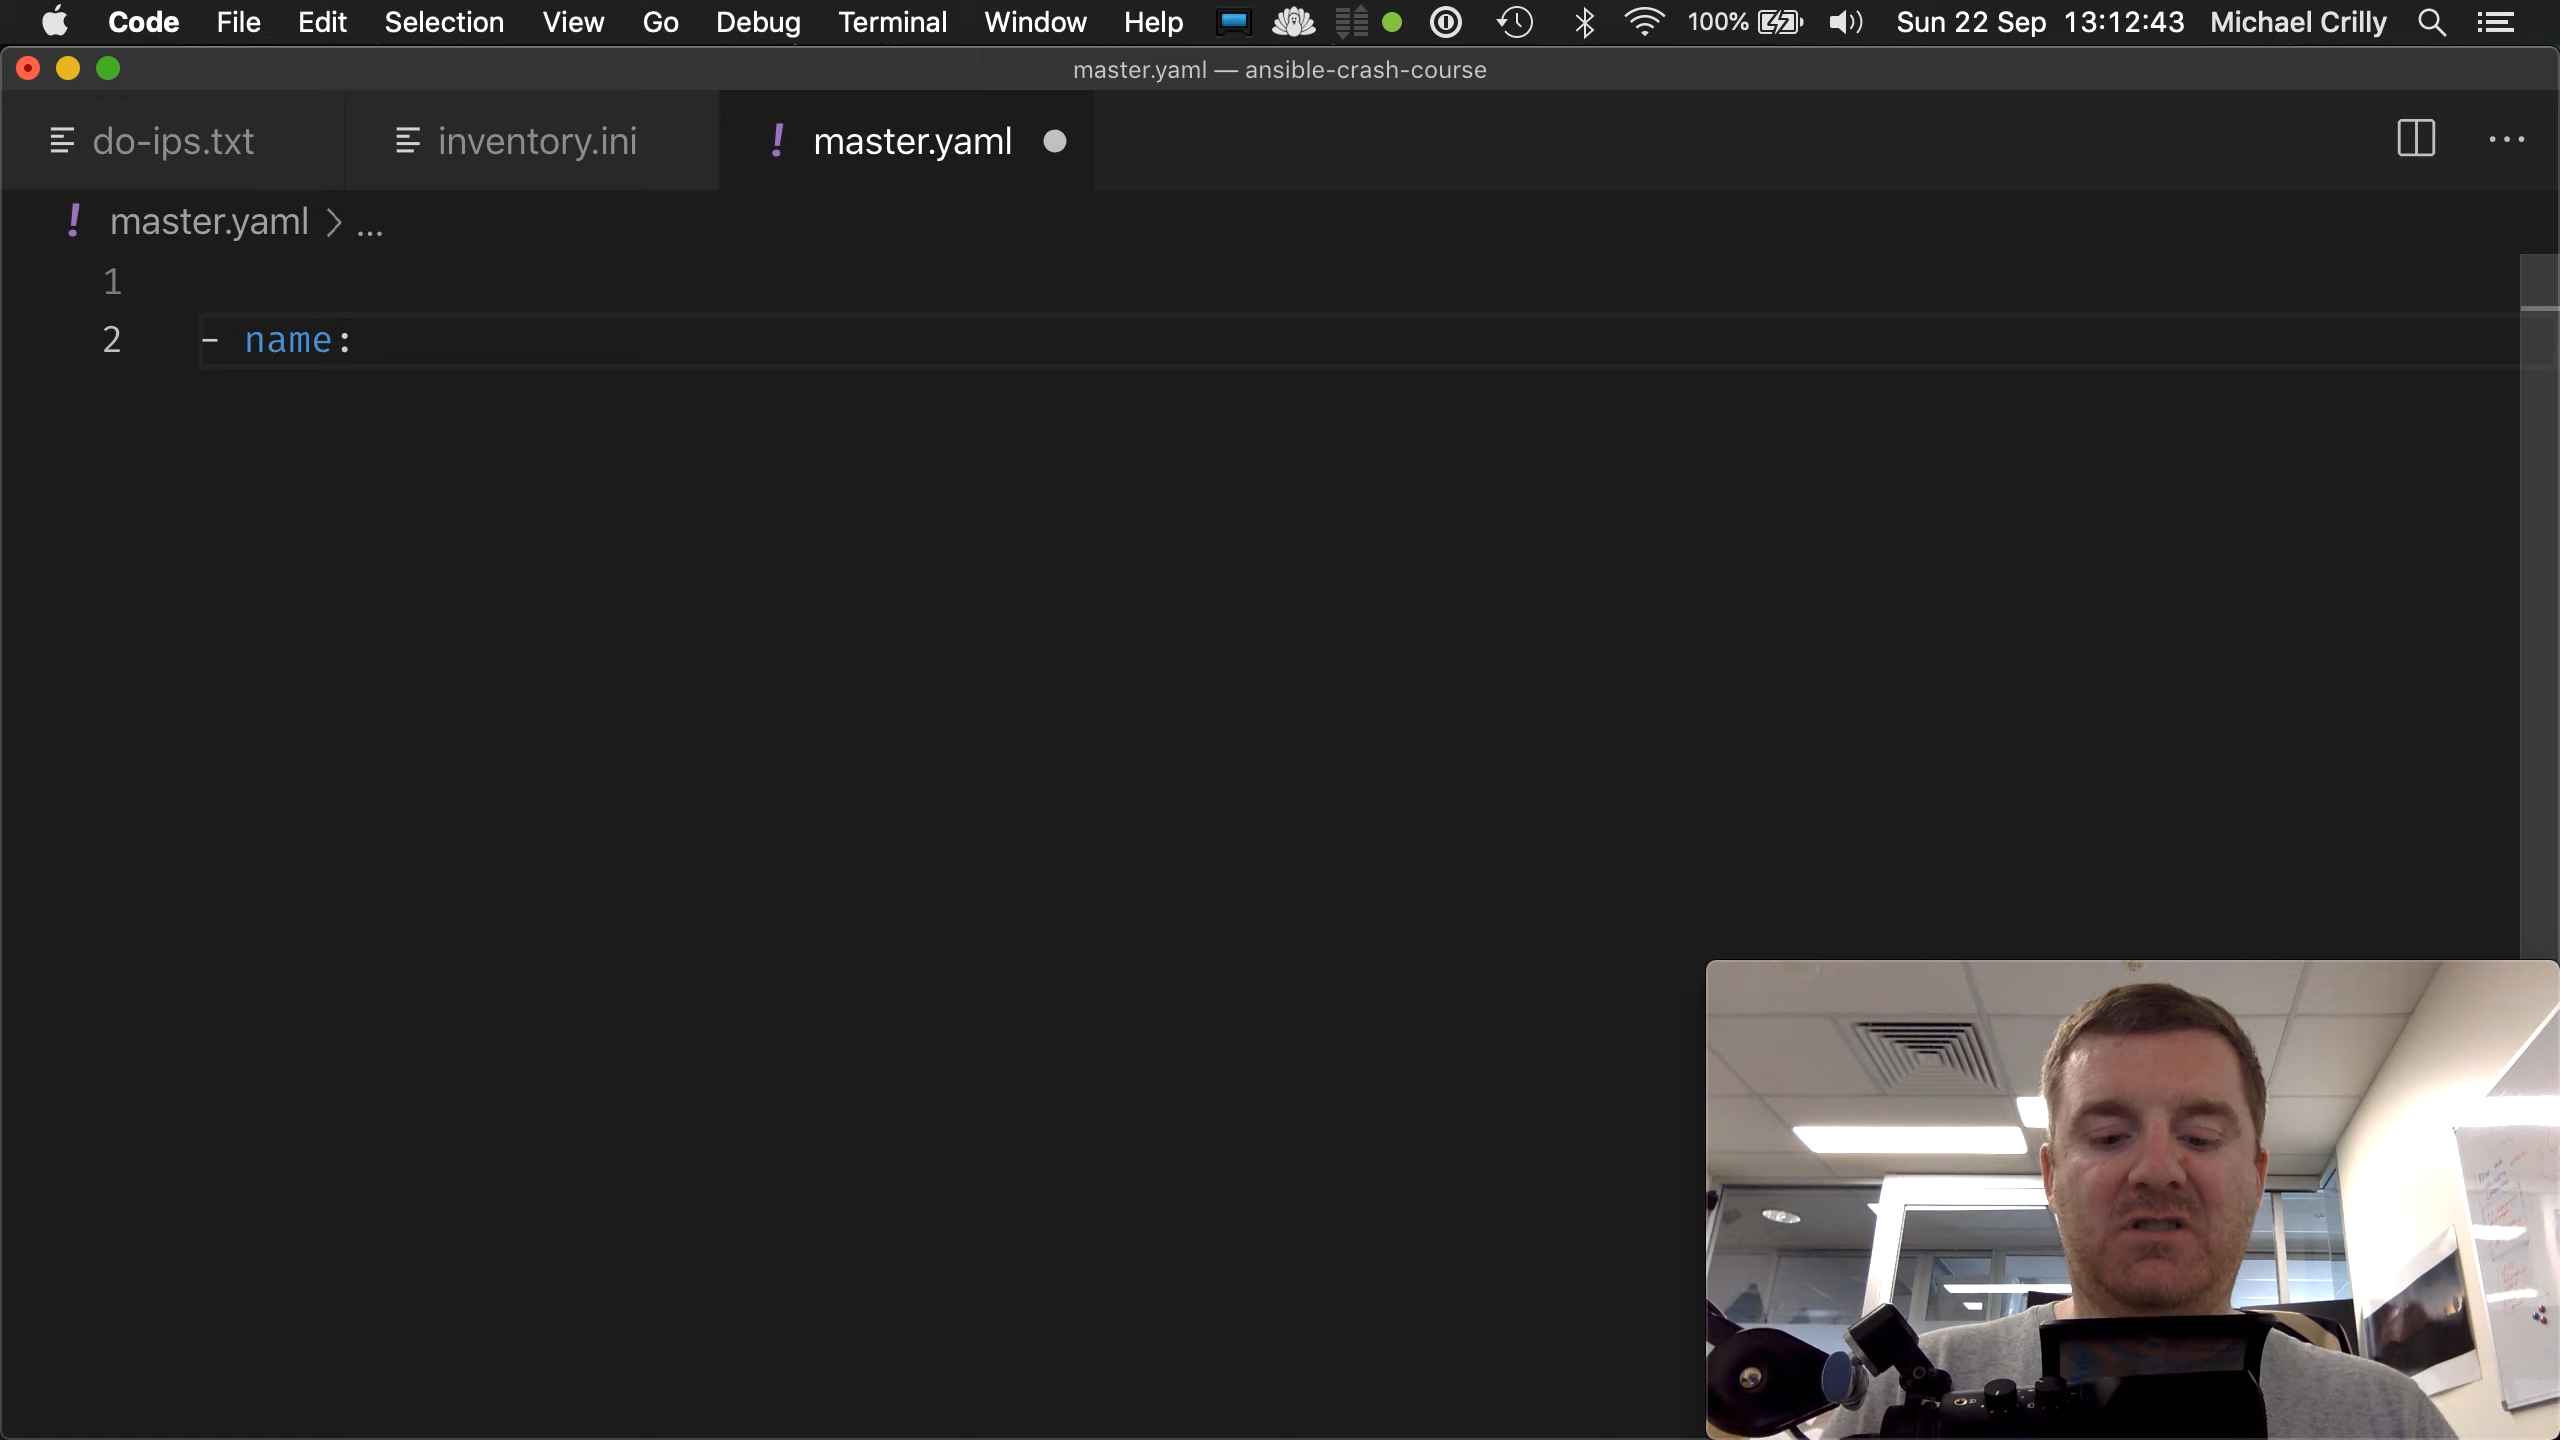 Code File Edit Selection View Go Debug Terminal Window Help 100% Sun 22 Sep 13:12:43 Michael Crilly
master.yaml — ansible-crash-course
do-ips.txt inventory.ini ! master.yaml
! master.yaml > ...
1
2 - name: